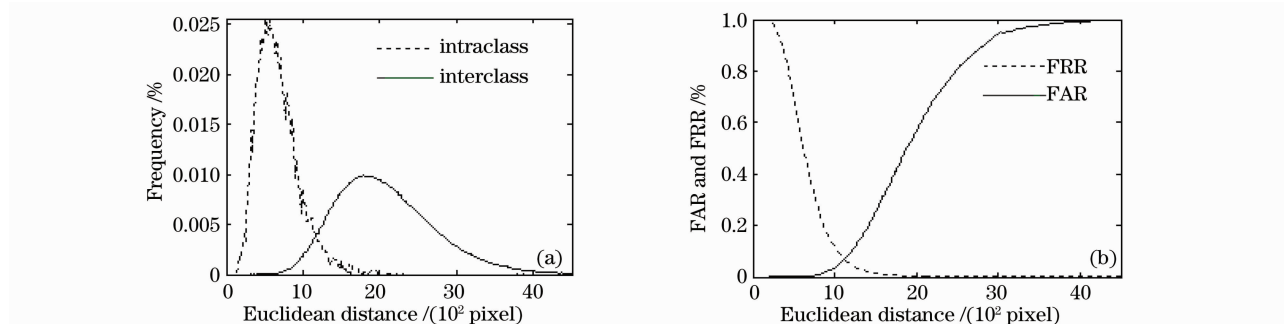 0.025
0.020
0.015
0.010
0.005
0
Frequency /%
intraclass
interclass
(a)
0 10 20 30 40
Euclidean distance /(10² pixel)
1.0
0.8
0.6
0.4
0.2
0
FAR and FRR /%
FRR
FAR
(b)
0 10 20 30 40
Euclidean distance /(10² pixel)